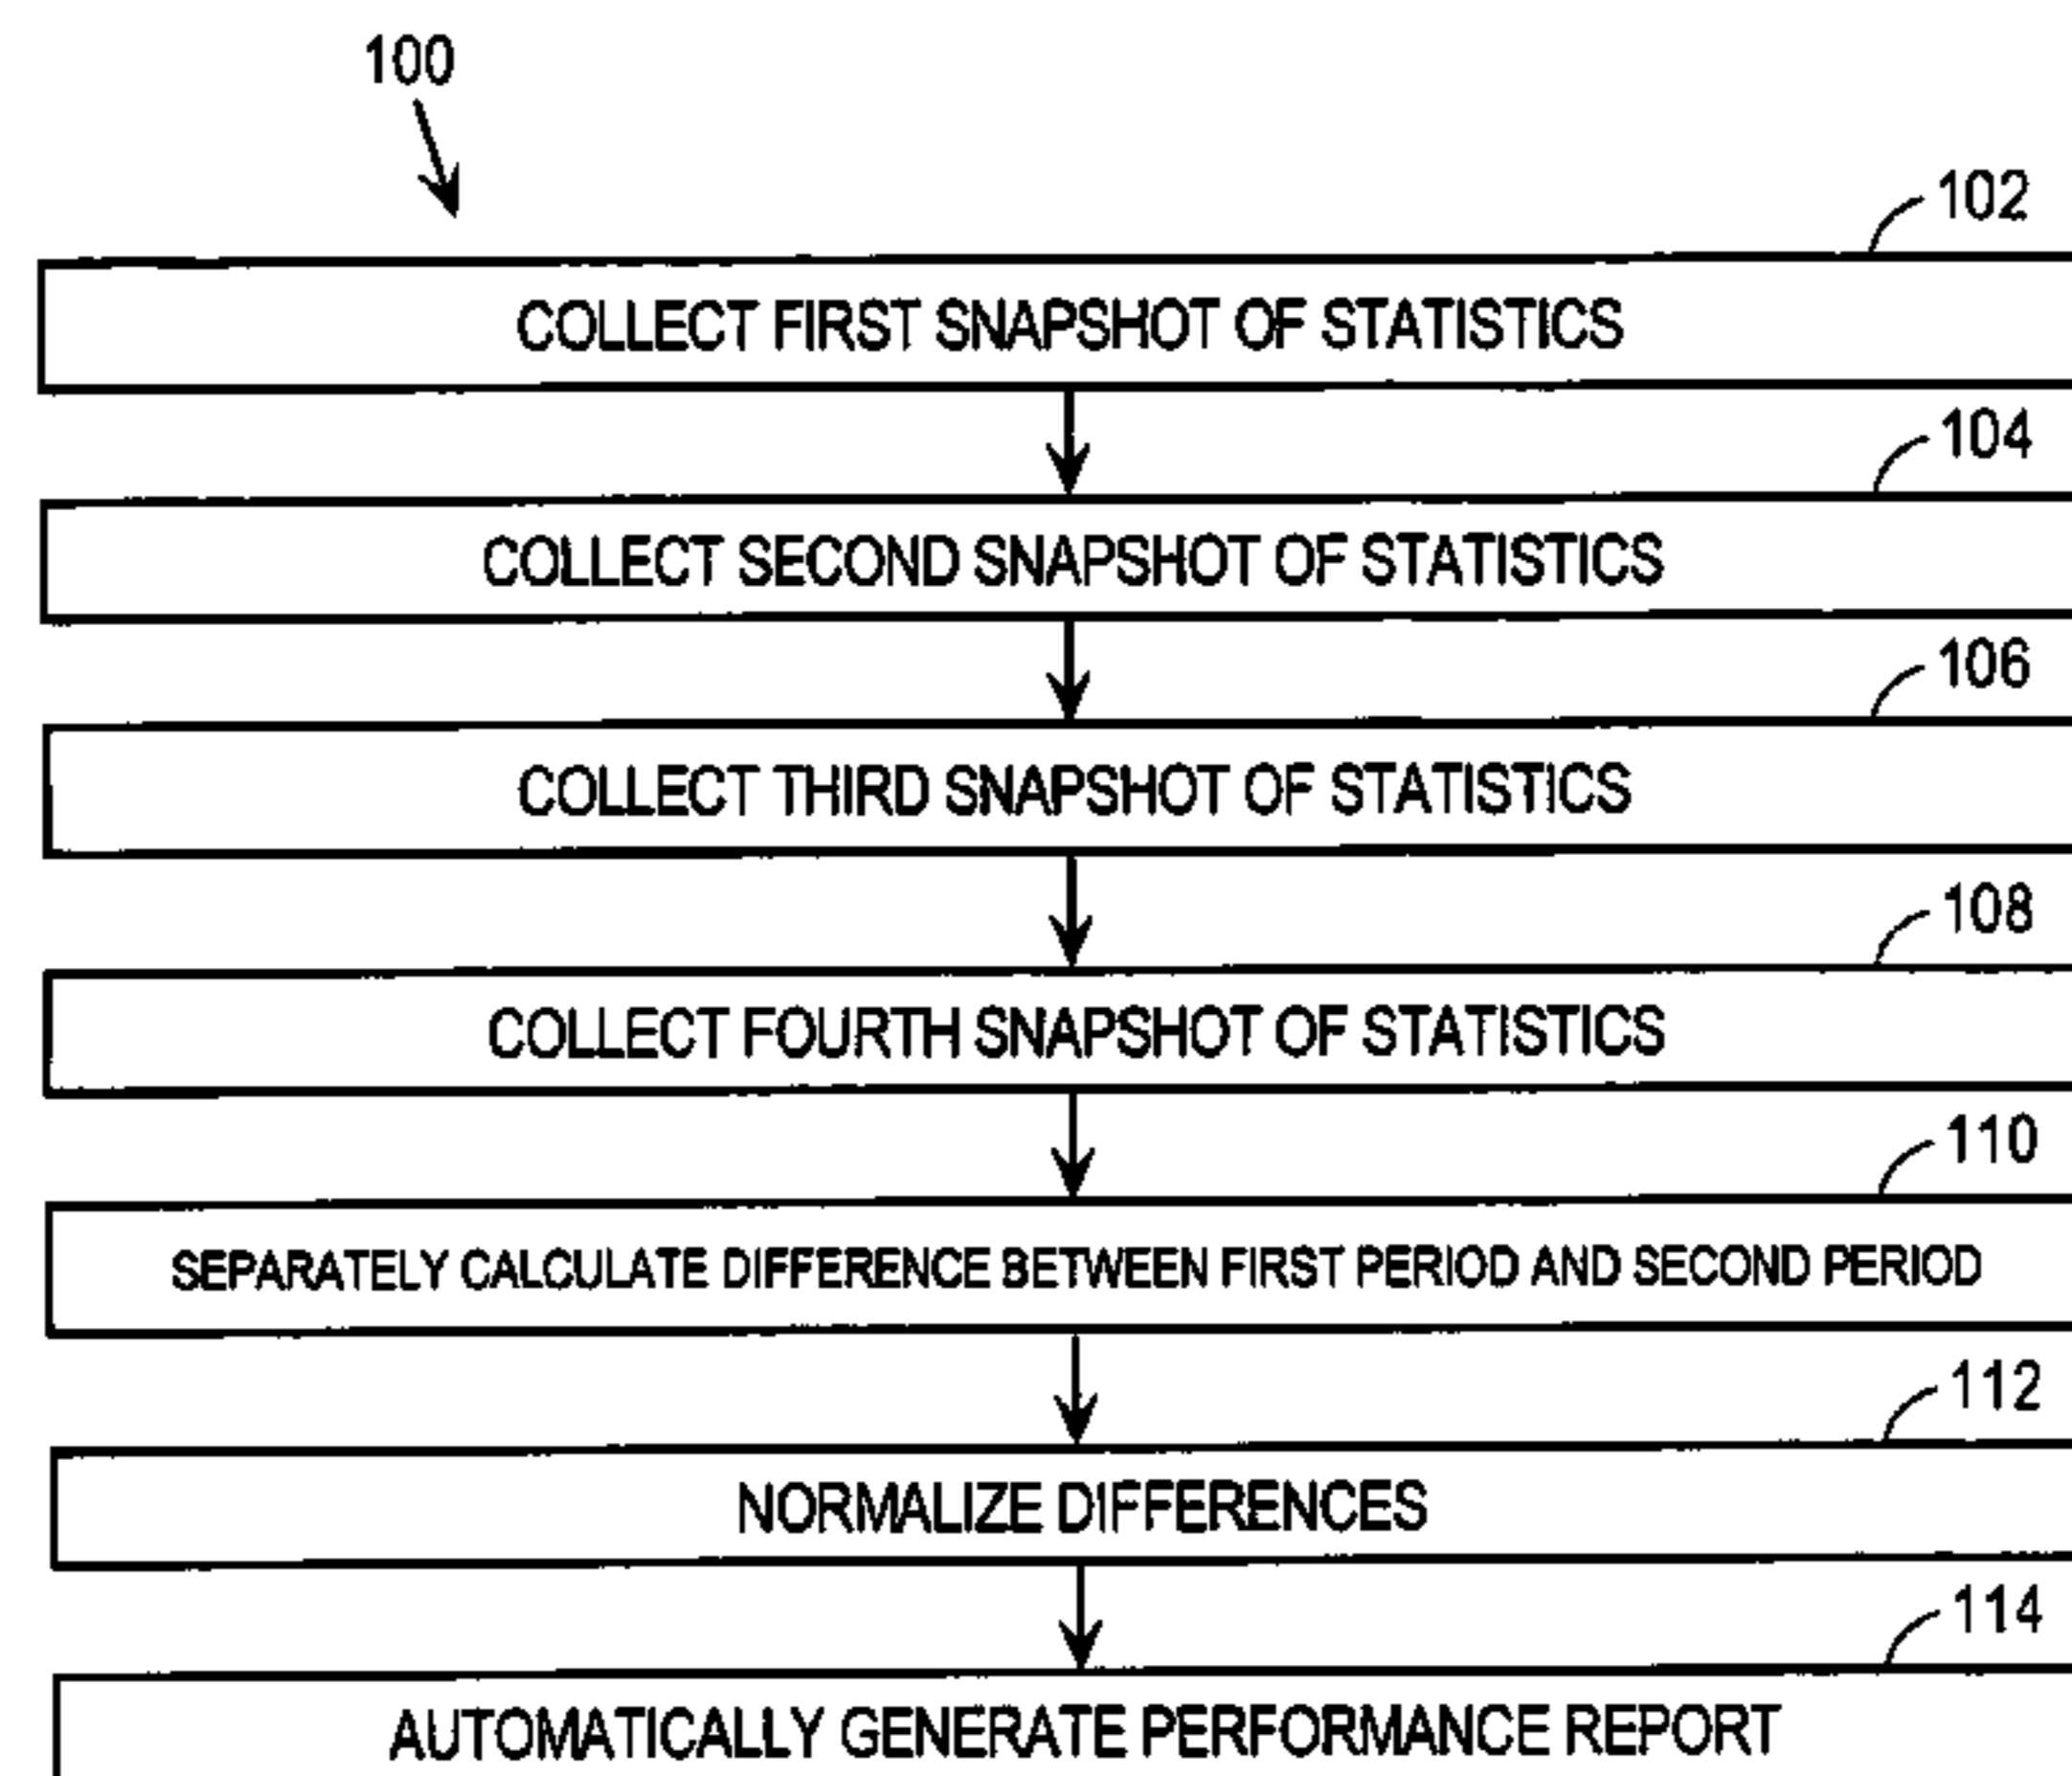 100
102
COLLECT FIRST SNAPSHOT OF STATISTICS
104
COLLECT SECOND SNAPSHOT OF STATISTICS
106
COLLECT THIRD SNAPSHOT OF STATISTICS
108
COLLECT FOURTH SNAPSHOT OF STATISTICS
110
SEPARATELY CALCULATE DIFFERENCE BETWEEN FIRST PERIOD AND SECOND PERIOD
112
NORMALIZE DIFFERENCES
114
AUTOMATICALLY GENERATE PERFORMANCE REPORT